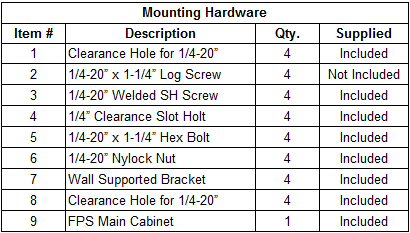 Mounting Hardware
Item # Description Qty. Supplied
1 Clearance Hole for 1/4-20” 4 Included
2 1/4-20” x 1-1/4” Log Screw 4 Not Included
3 1/4-20” Welded SH Screw 4 Included
4 1/4” Clearance Slot Holt 4 Included
5 1/4-20” x 1-1/4” Hex Bolt 4 Included
6 1/4-20” Nylock Nut 4 Included
7 Wall Supported Bracket 4 Included
8 Clearance Hole for 1/4-20” 4 Included
9 FPS Main Cabinet 1 Included